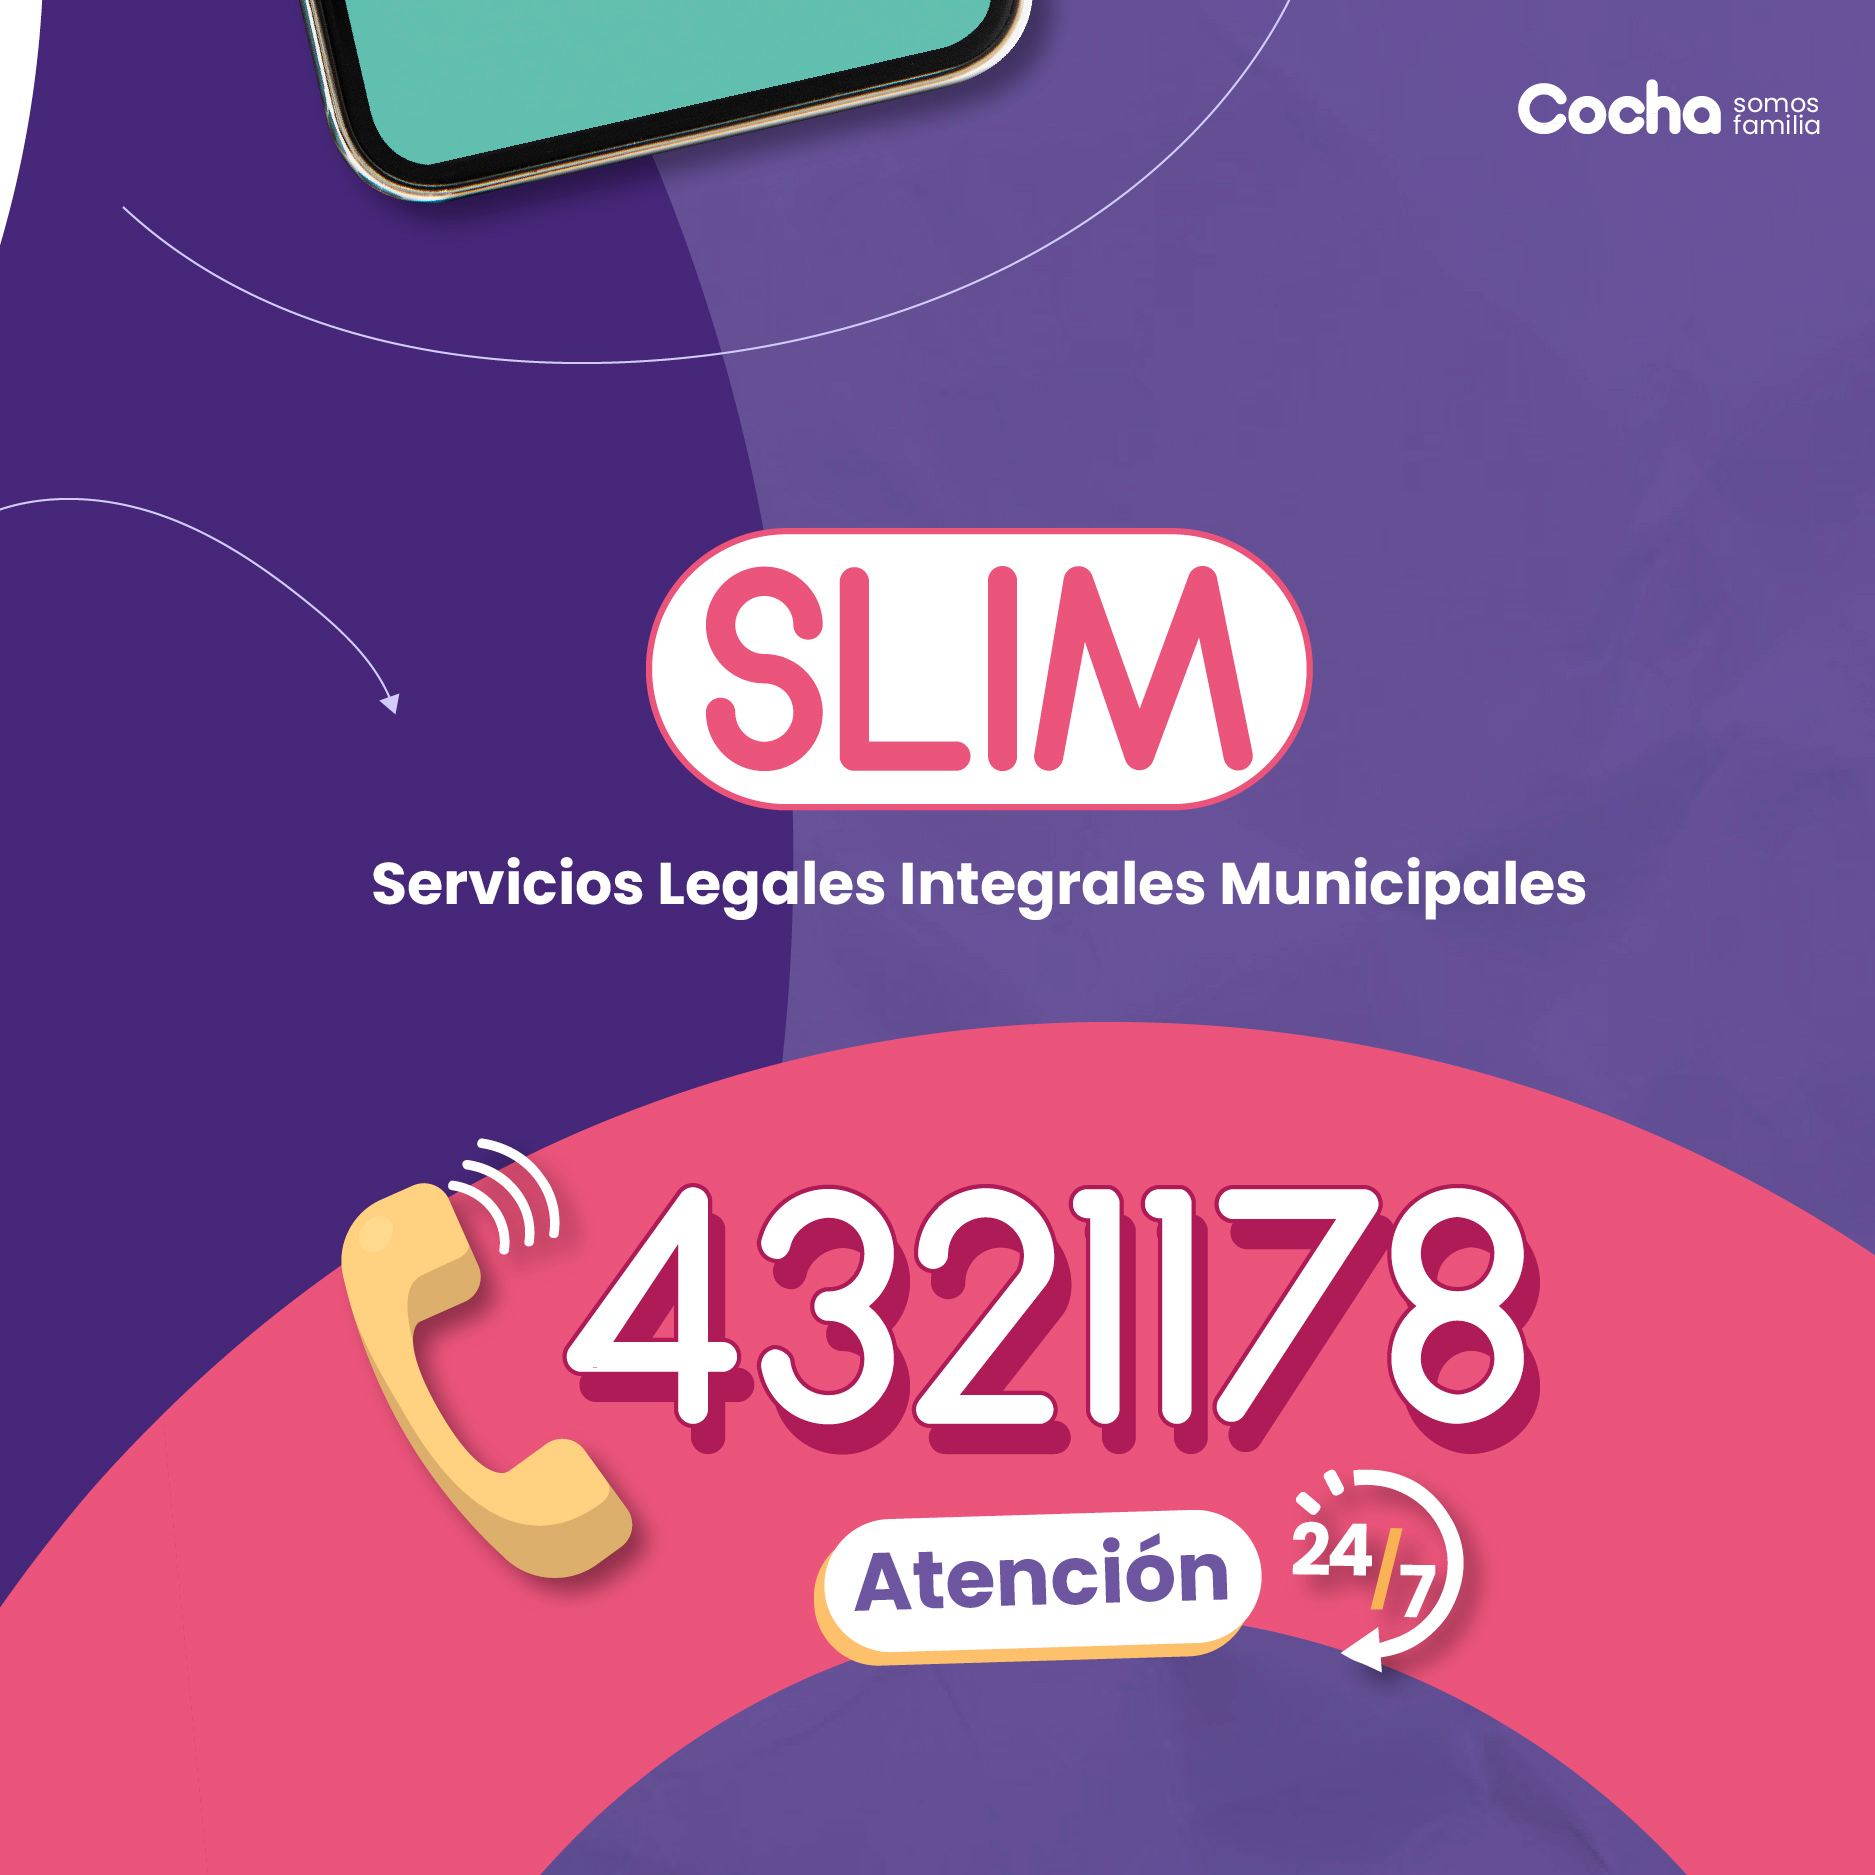 Cocha somos
familia
SLIM
Servicios Legales Integrales Municipales
4321178
Atención
24/7